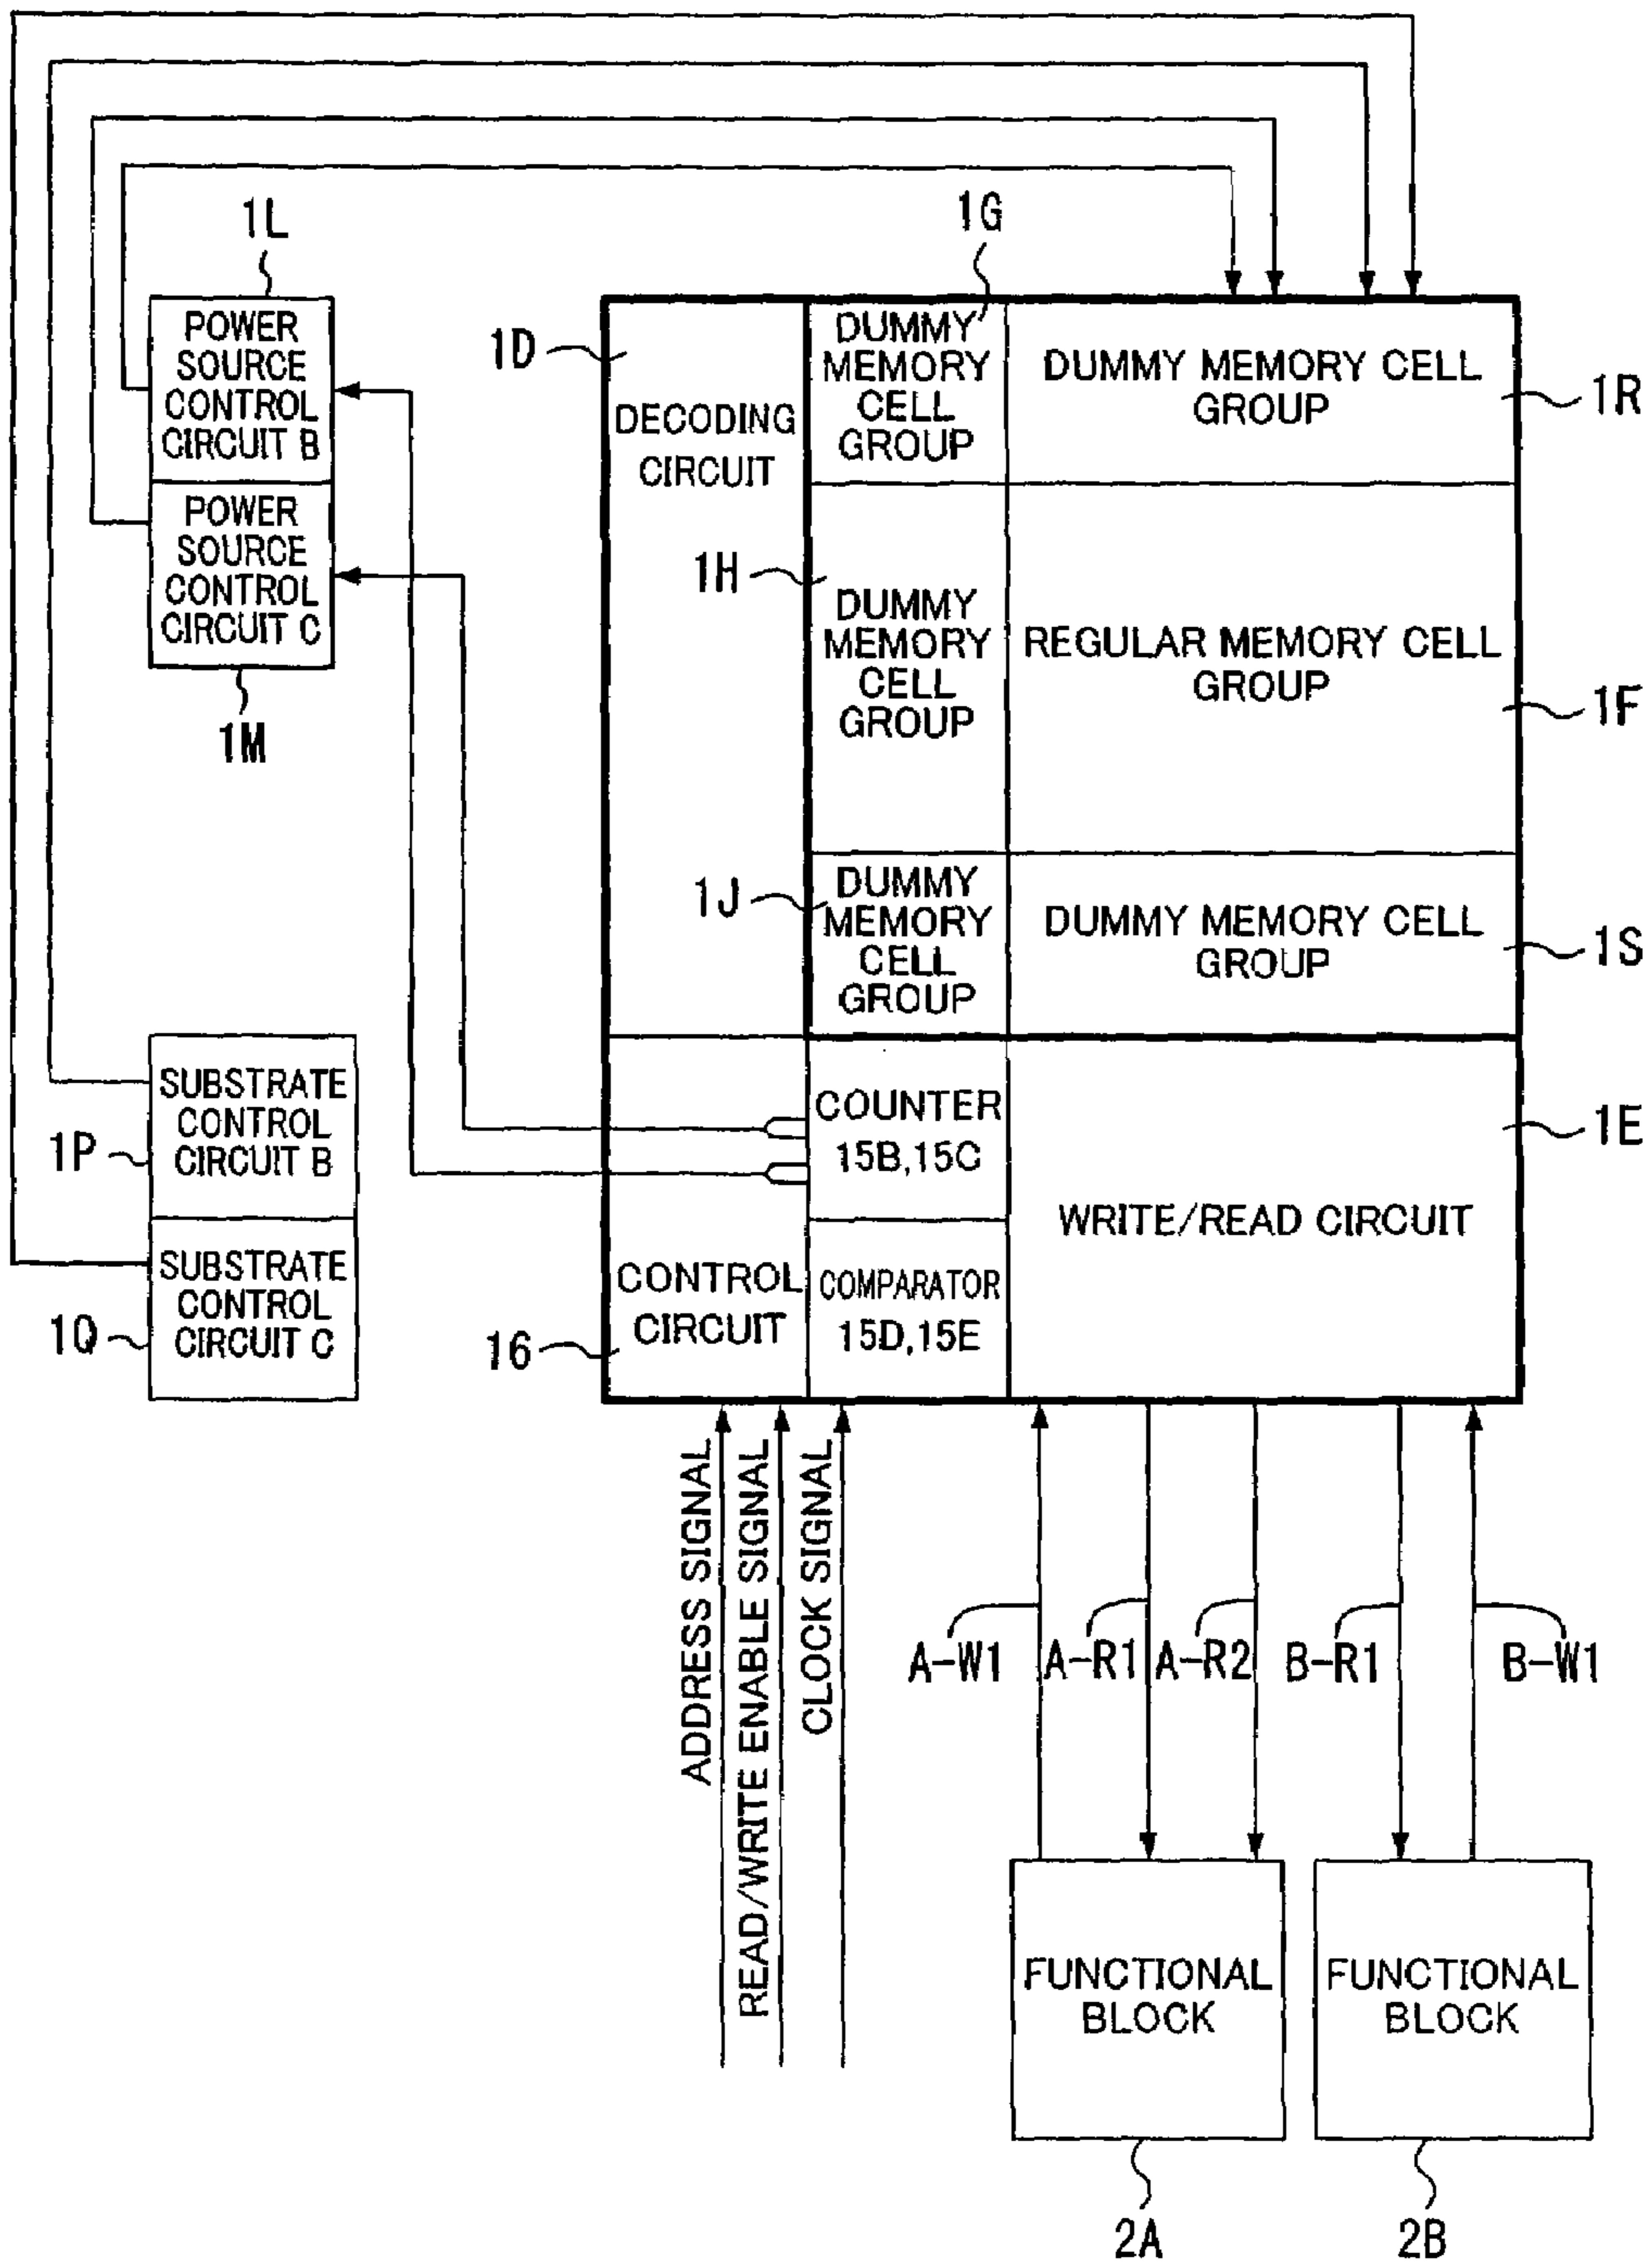 1L
POWER
SOURCE
CONTROL
CIRCUIT B
POWER
SOURCE
CONTROL
CIRCUIT C
1M
1D
DECODING
CIRCUIT
1G
DUMMY
MEMORY
CELL
GROUP
DUMMY MEMORY CELL
GROUP
1R
1H
DUMMY
MEMORY
CELL
GROUP
REGULAR MEMORY CELL
GROUP
1F
1J
DUMMY
MEMORY
CELL
GROUP
DUMMY MEMORY CELL
GROUP
1S
SUBSTRATE
CONTROL
CIRCUIT B
1P
SUBSTRATE
CONTROL
CIRCUIT C
1Q
COUNTER
15B,15C
1E
WRITE/READ CIRCUIT
CONTROL
CIRCUIT
16
COMPARATOR
15D,15E
ADDRESS SIGNAL
READ/WRITE ENABLE SIGNAL
CLOCK SIGNAL
A-W1
A-R1
A-R2
B-R1
B-W1
FUNCTIONAL
BLOCK
FUNCTIONAL
BLOCK
2A
2B